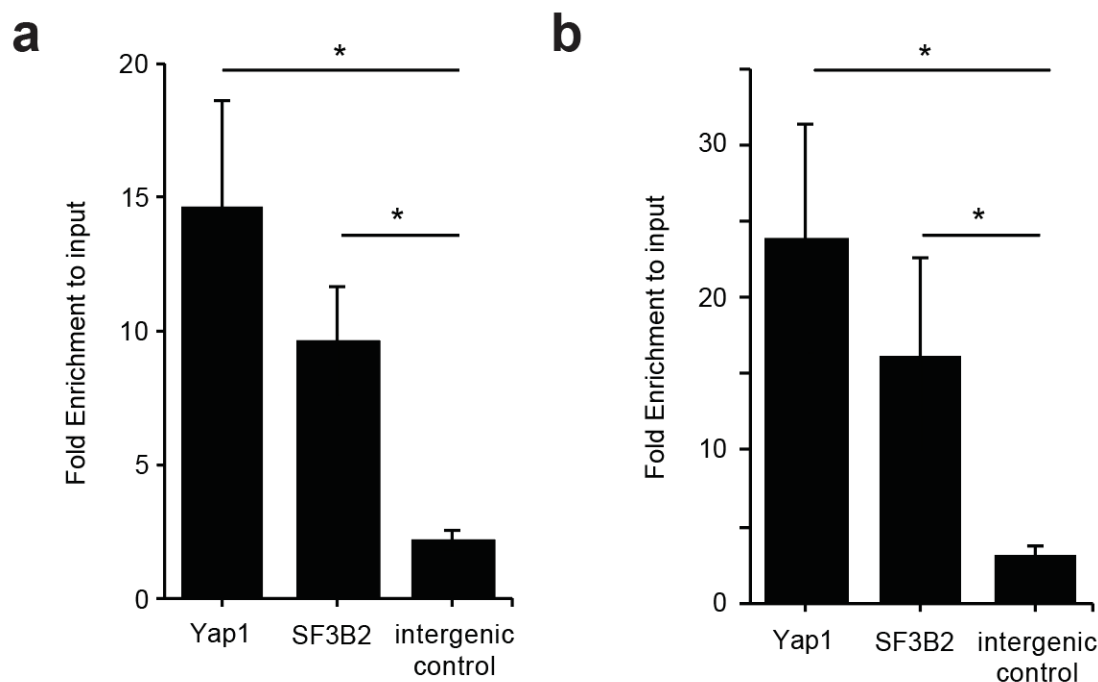 a
*
20
15
10
5
0
*
Fold Enrichment to input
Yap1
SF3B2
intergenic
control
b
*
30
20
10
0
*
Fold Enrichment to input
Yap1
SF3B2
intergenic
control